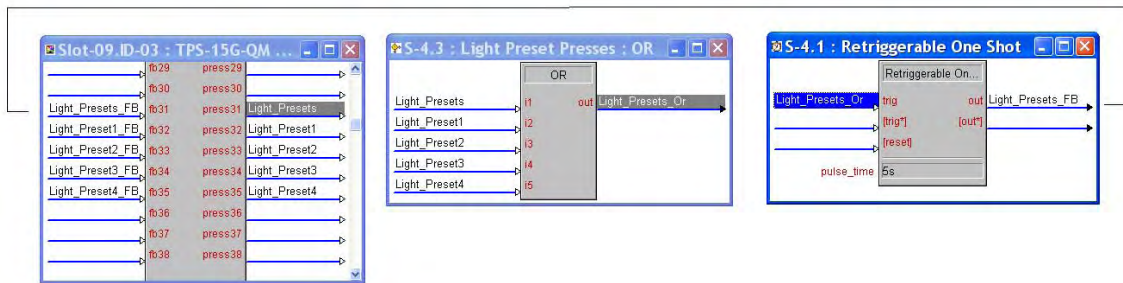 Slot-09.ID-03 : TPS-15G-QM ...
fb29 press29
fb30 press30
Light_Presets_FB fb31 press31 Light_Presets
Light_Preset1_FB fb32 press32 Light_Preset1
Light_Preset2_FB fb33 press33 Light_Preset2
Light_Preset3_FB fb34 press34 Light_Preset3
Light_Preset4_FB fb35 press35 Light_Preset4
fb36 press36
fb37 press37
fb38 press38
S-4.3 : Light Preset Presses : OR
OR
Light_Presets i1 out Light_Presets_Or
Light_Preset1 i2
Light_Preset2 i3
Light_Preset3 i4
Light_Preset4 i5
S-4.1 : Retriggerable One Shot
Retriggerable On...
Light_Presets_Or trig out Light_Presets_FB
[trig*] [out*]
[reset]
pulse_time 5s